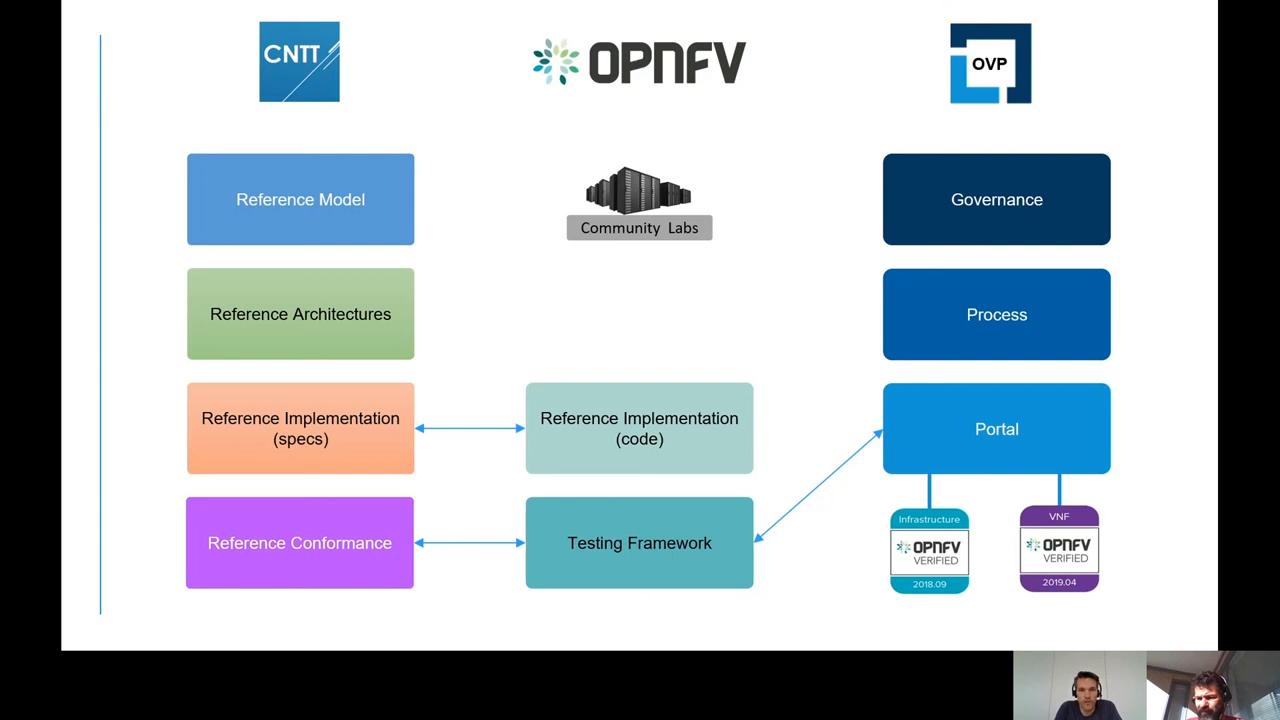 CNTT
OPNFV
OVP
Reference Model
Community Labs
Governance
Reference Architectures
Process
Reference Implementation
(specs)
Reference Implementation
(code)
Portal
Reference Conformance
Testing Framework
Infrastructure
OPNFV
VERIFIED
2018.09
VNF
OPNFV
VERIFIED
2019.04